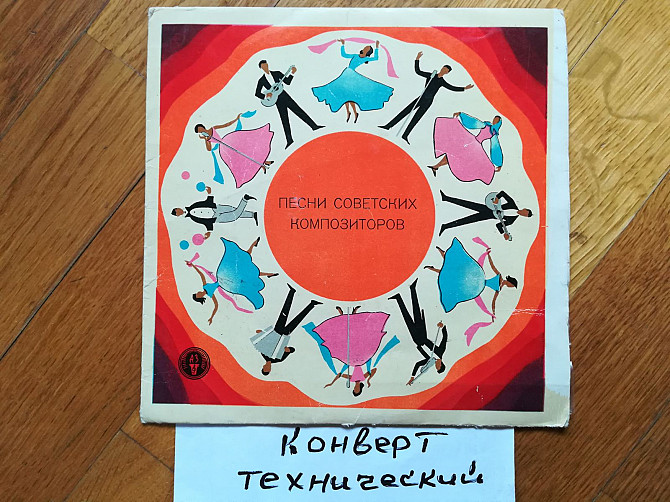 ПЕСНИ СОВЕТСКИХ
КОМПОЗИТОРОВ
Конверт
технический